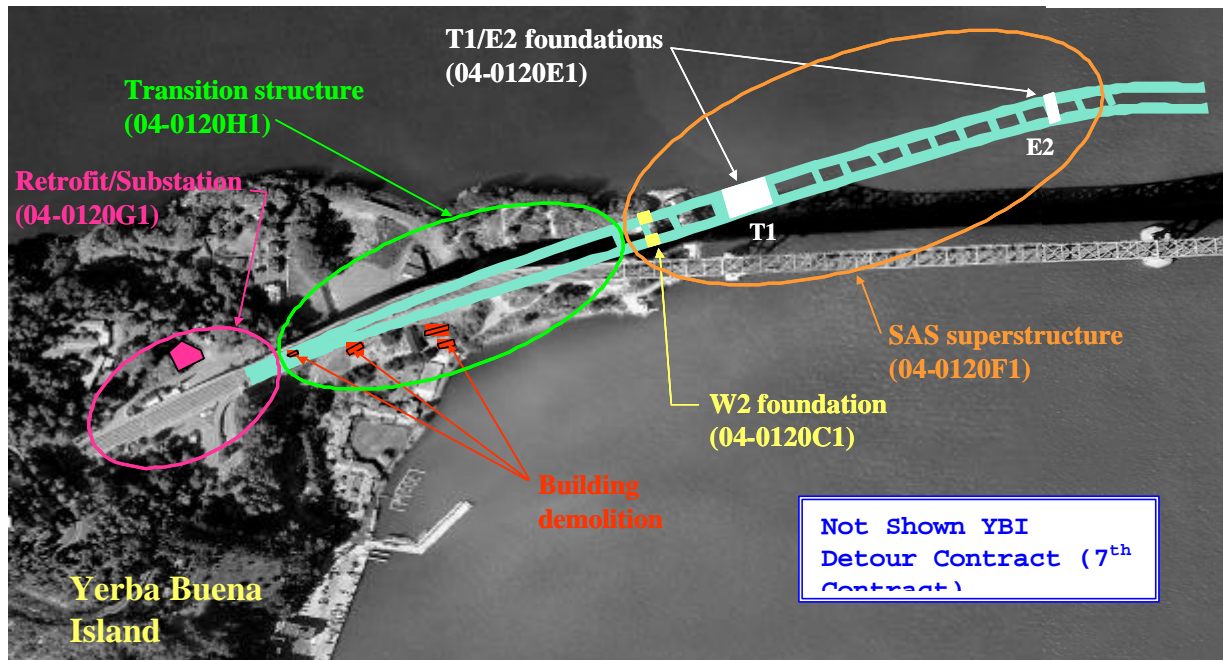 T1/E2 foundations
(04-0120E1)
Transition structure
(04-0120H1)
Retrofit/Substation
(04-0120G1)
E2
T1
SAS superstructure
(04-0120F1)
W2 foundation
(04-0120C1)
Building
demolition
Not Shown YBI
Detour Contract (7th
Contract)
Yerba Buena
Island